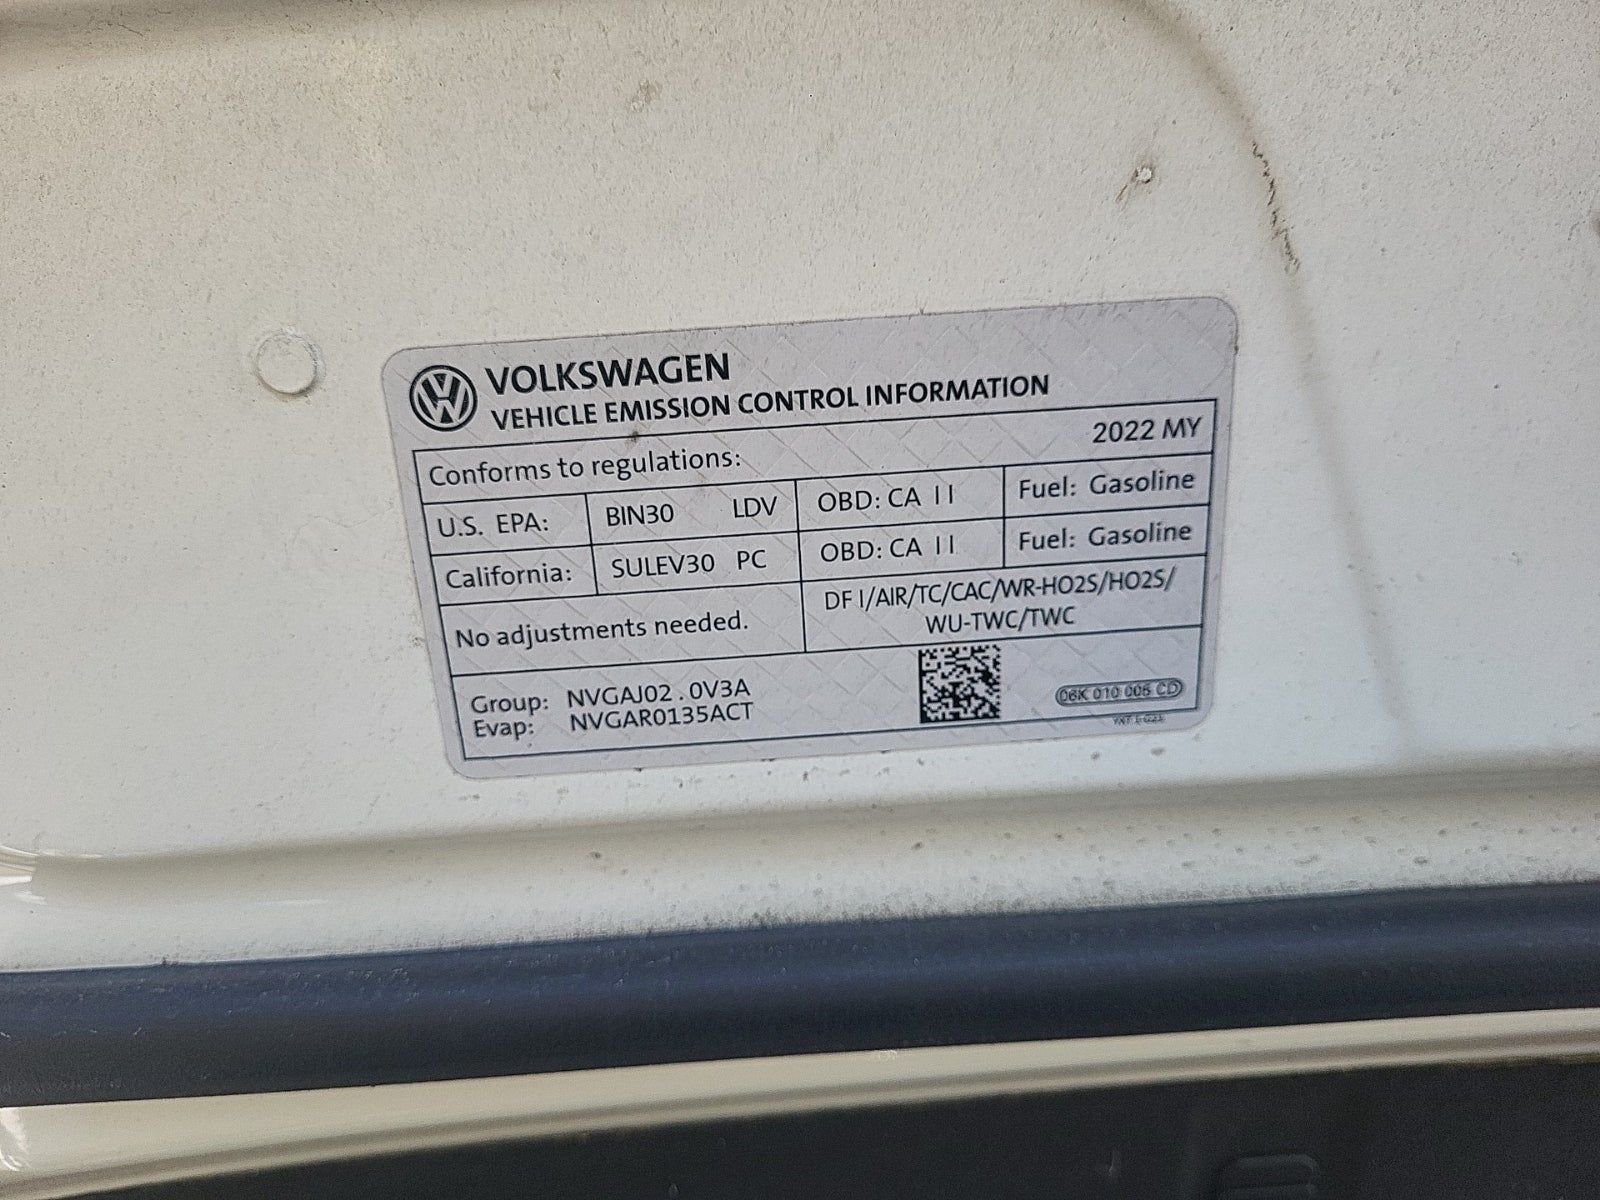 VOLKSWAGEN
VEHICLE EMISSION CONTROL INFORMATION
Conforms to regulations: 2022 MY
U.S. EPA: BIN30 LDV OBD: CA II Fuel: Gasoline
California: SULEV30 PC OBD: CA II Fuel: Gasoline
No adjustments needed.
DFI/AIR/TC/CAC/WR-HO2S/HO2S/
WU-TWC/TWC
Group: NVGAJ02.0V3A
Evap: NVGAR0135ACT
06K 010 006 CD